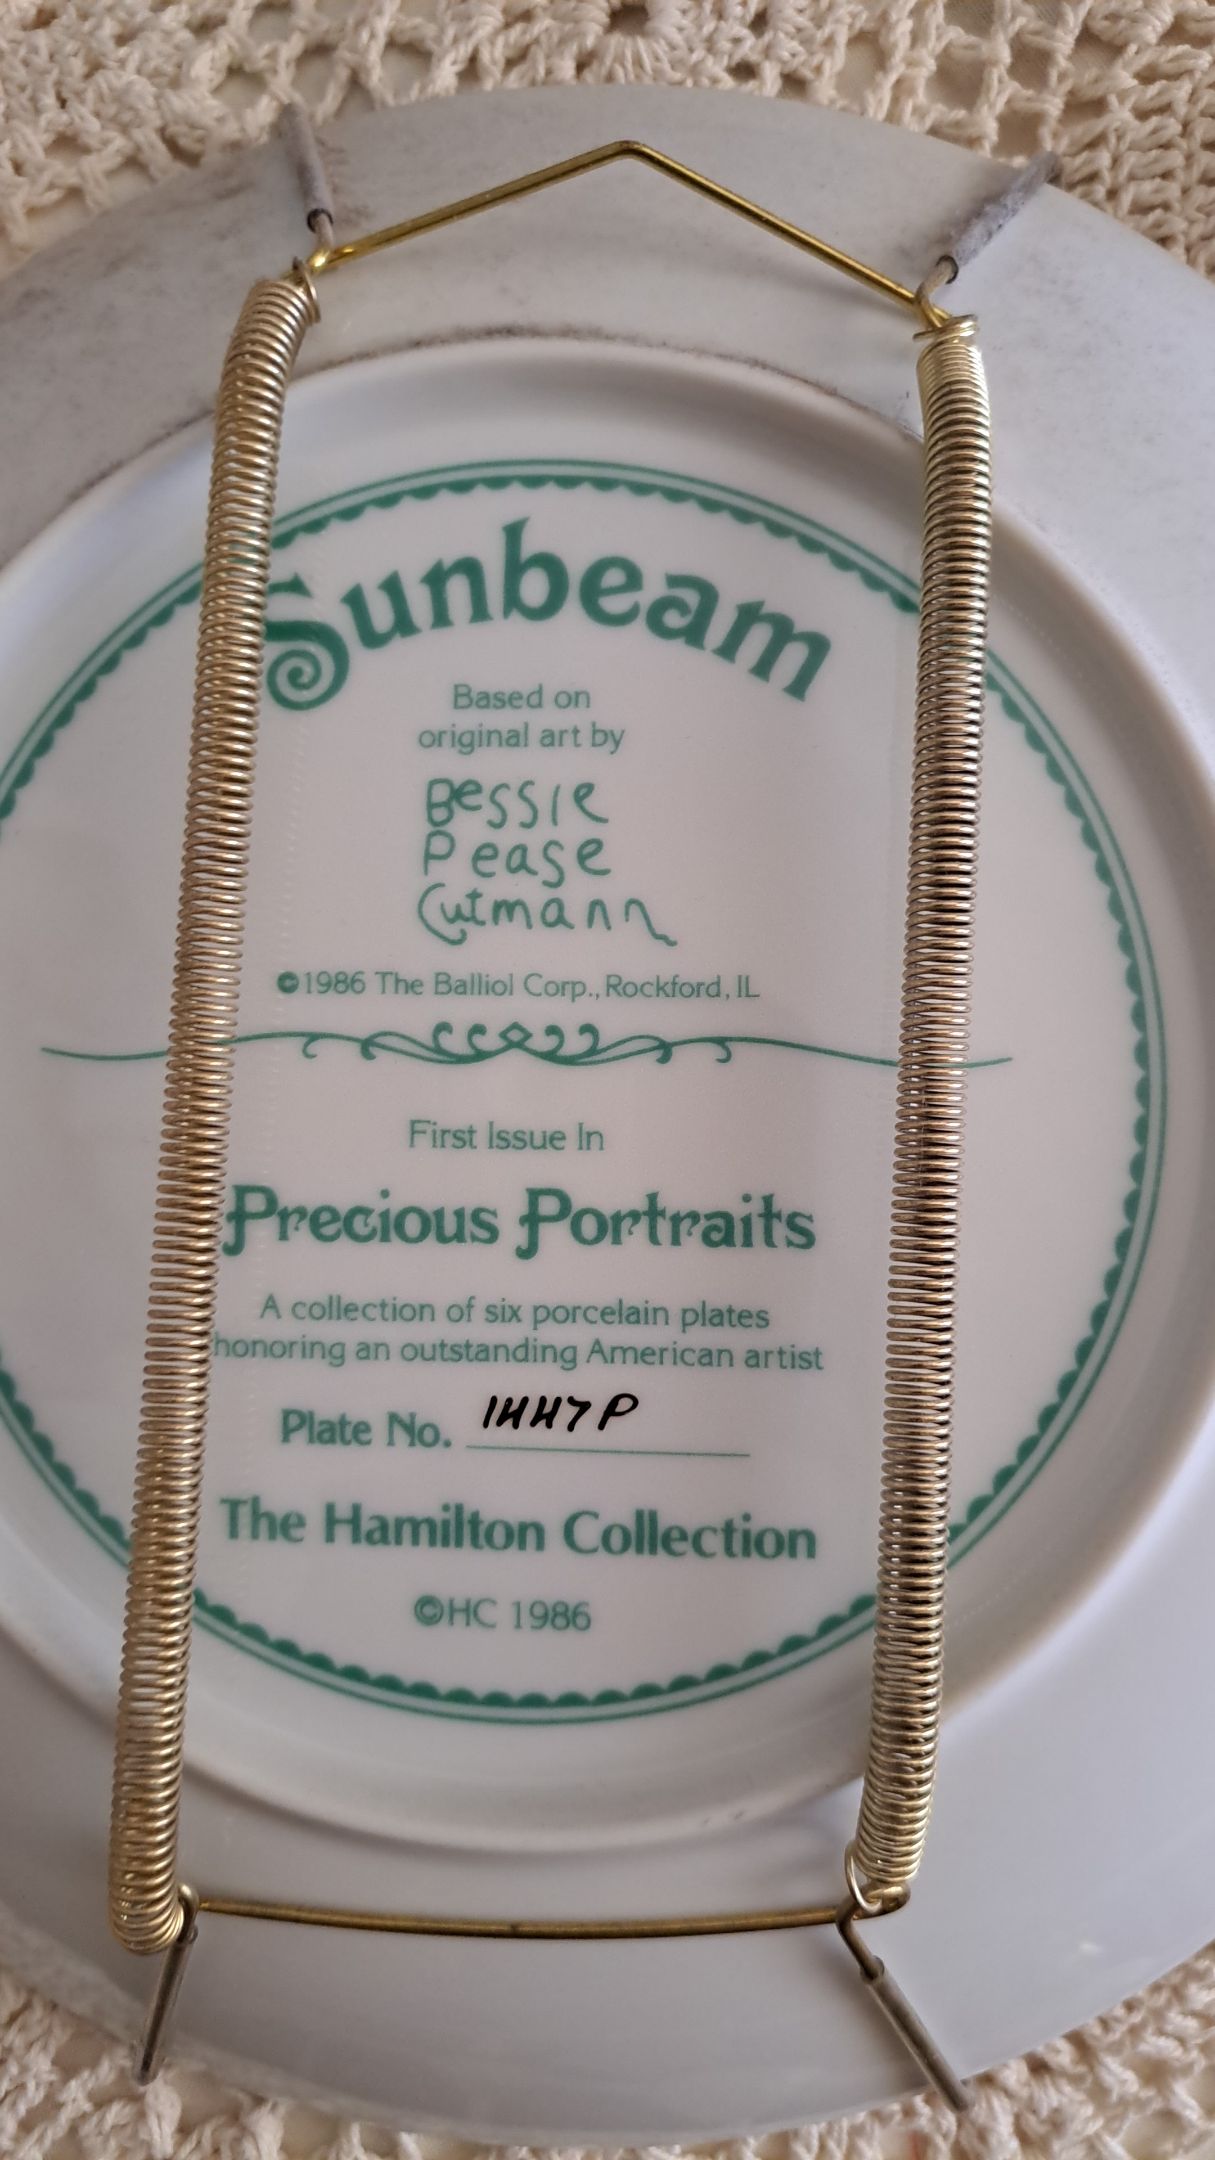 Sunbeam
Based on
original art by
Bessie
Pease
Gutmann
©1986 The Balliol Corp., Rockford, IL
First Issue In
Precious Portraits
A collection of six porcelain plates
honoring an outstanding American artist
Plate No. 1447P
The Hamilton Collection
©HC 1986